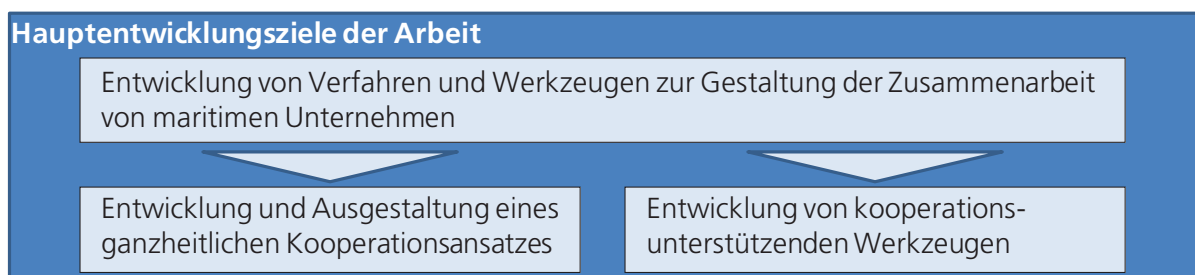 Hauptentwicklungsziele der Arbeit
Entwicklung von Verfahren und Werkzeugen zur Gestaltung der Zusammenarbeit
von maritimen Unternehmen
Entwicklung und Ausgestaltung eines
ganzheitlichen Kooperationsansatzes
Entwicklung von kooperations-
unterstützenden Werkzeugen